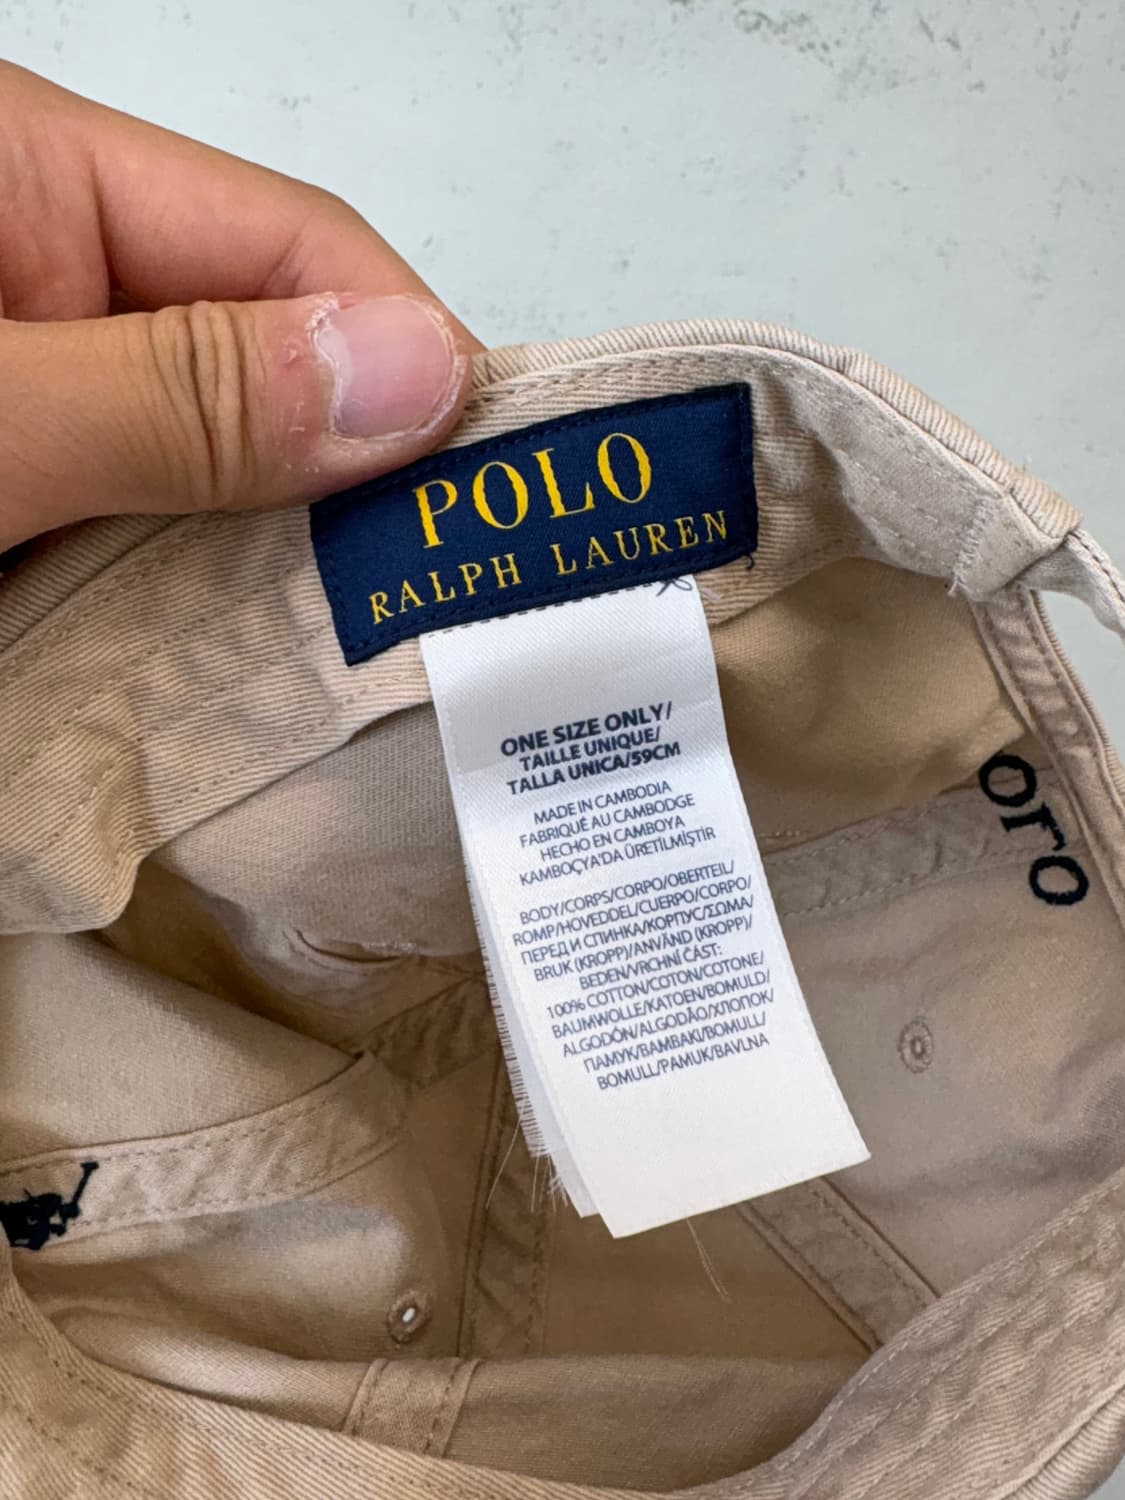 POLO
RALPH LAUREN
ONE SIZE ONLY/
TAILLE UNIQUE/
TALLA UNICA/59CM
MADE IN CAMBODIA
FABRIQUÉ AU CAMBODGE
HECHO EN CAMBOYA
KAMBOÇYA'DA ÜRETİLMİŞTİR
BODY/CORPS/CORPO/OBERTEIL/
ROMP/HOVEDDEL/CUERPO/CORPO/
ПЕРЕД И СПИНКА/КОРПУС/ΣΩΜΑ/
BRUK (KROPP)/ANVÄND (KROPP)/
BEDEN/VRCHNÍ ČÁST:
100% COTTON/COTON/COTONE/
BAUMWOLLE/KATOEN/BOMULD/
ALGODÓN/ALGODÃO/ХЛОПОК/
ПАМУК/ΒΑΜΒΑΚΙ/BOMULL/
BOMULL/PAMUK/BAVLNA
oro